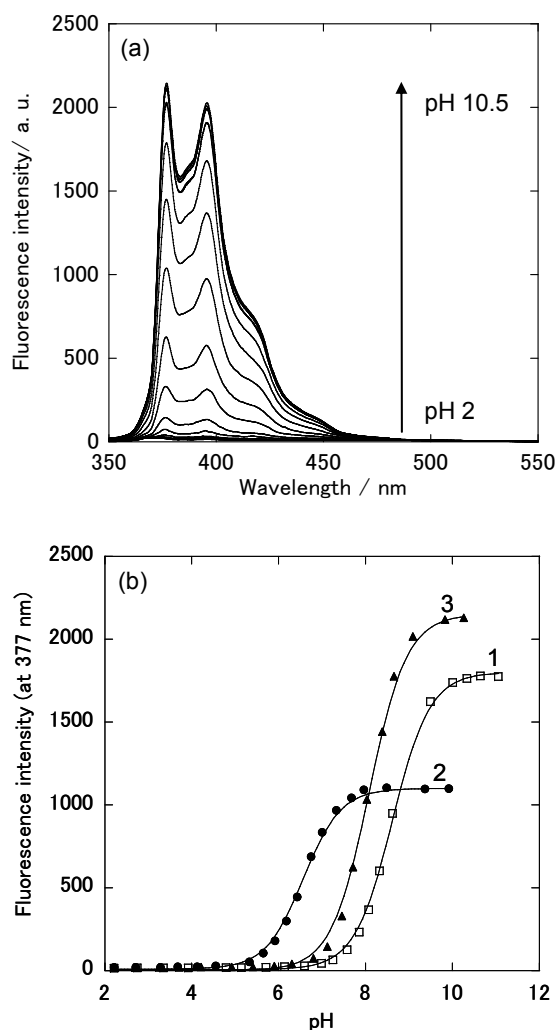 2500
(a)
2000
pH 10.5
1500
1000
500
pH 2
0
350 400 450 500 550
Fluorescence intensity/ a. u.
Wavelength / nm
2500
(b)
3
2000
1
1500
2
1000
500
0
2 4 6 8 10 12
Fluorescence intensity (at 377 nm)
pH